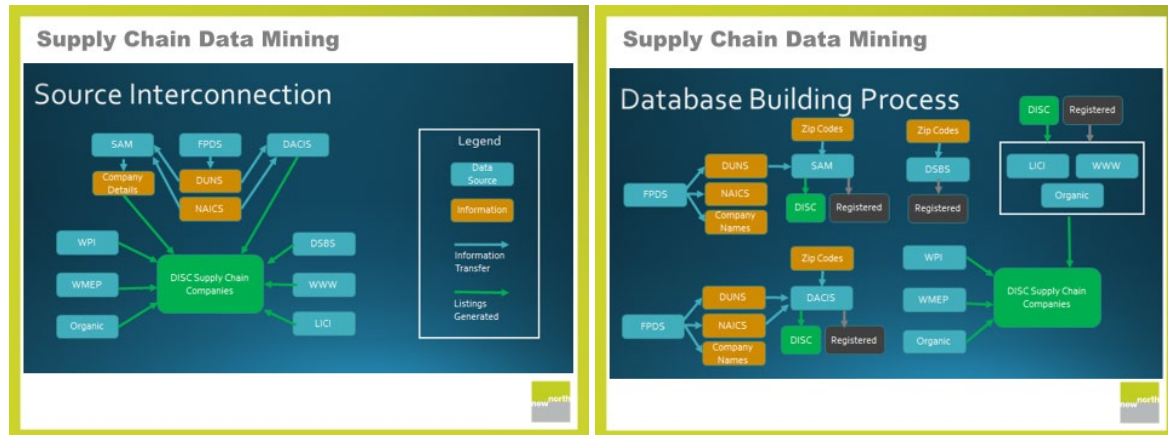 Supply Chain Data Mining
Source Interconnection
SAM
FPDS
DACIS
Company
Details
DUNS
NAICS
WPI
DSBS
WMEP
DISC Supply Chain
Companies
WWW
Organic
LICI
Legend
Data
Source
Information
Information
Transfer
Listings
Generated
new north
Supply Chain Data Mining
Database Building Process
DISC
Registered
Zip Codes
Zip Codes
DUNS
SAM
DSBS
LICI
WWW
FPDS
NAICS
Organic
Company
Names
DISC
Registered
Registered
Zip Codes
WPI
DUNS
DACIS
DISC Supply Chain
Companies
WMEP
FPDS
NAICS
Company
Names
DISC
Registered
Organic
new north